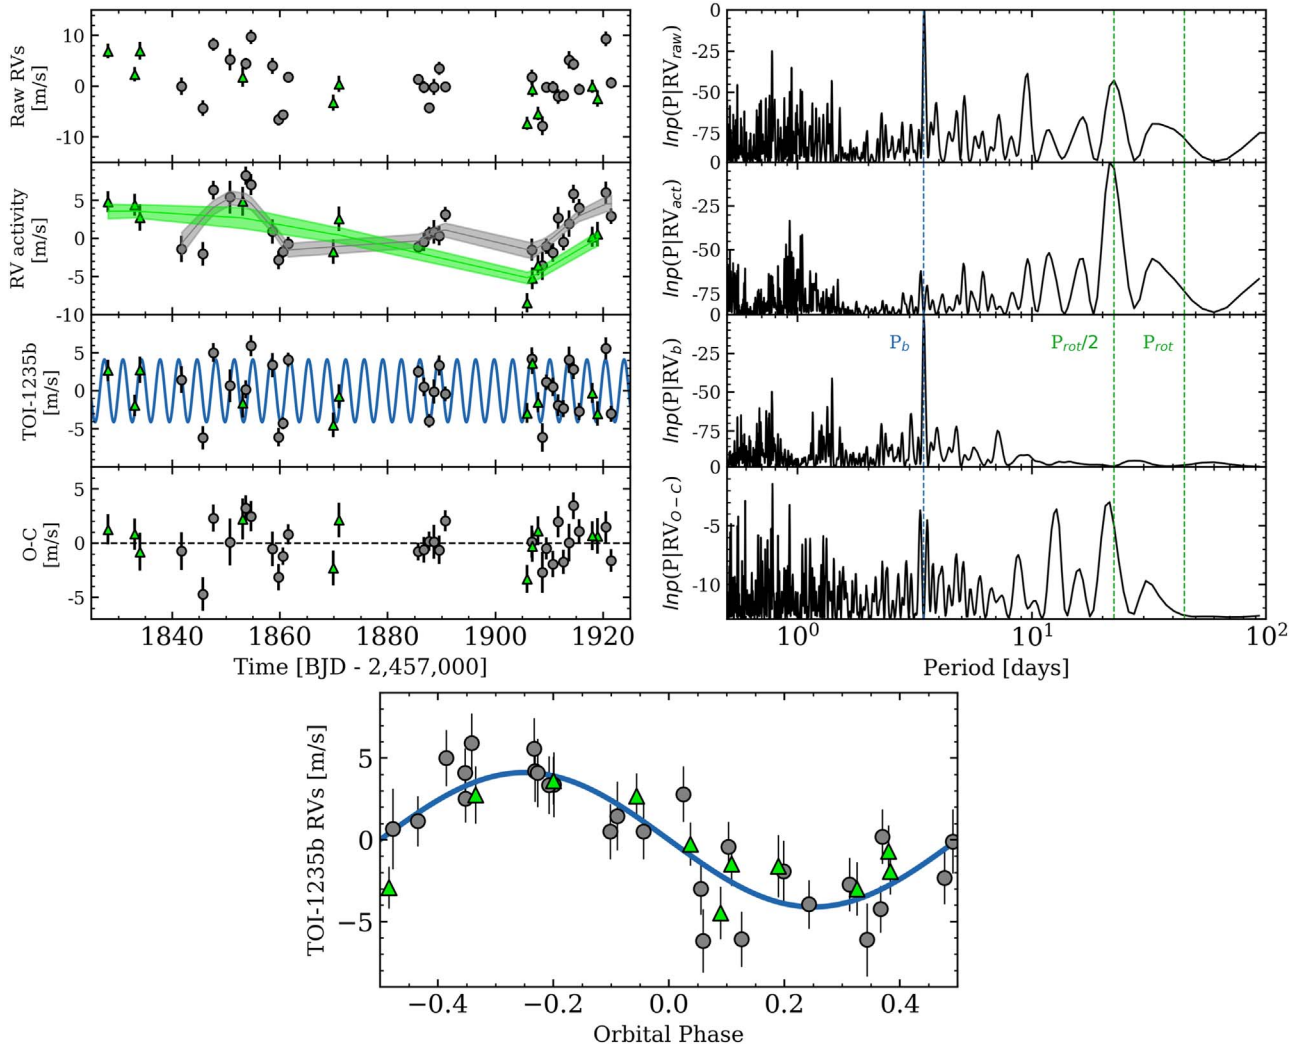 Raw RVs
[m/s]
10
0
-10
RV activity
[m/s]
5
0
-5
-10
TOI-1235b
[m/s]
5
0
-5
O-C
[m/s]
5
0
-5
1840 1860 1880 1900 1920
Time [BJD - 2,457,000]
lnp(P|RV_raw)
0
-25
-50
-75
0
lnp(P|RV_act)
-25
-50
-75
0
lnp(P|RV_b)
P_b
P_rot/2
P_rot
-25
-50
-75
0
lnp(P|RV_O−C)
-5
-10
10^0 10^1 10^2
Period [days]
TOI-1235b RVs [m/s]
5
0
−5
−0.4 −0.2 0.0 0.2 0.4
Orbital Phase